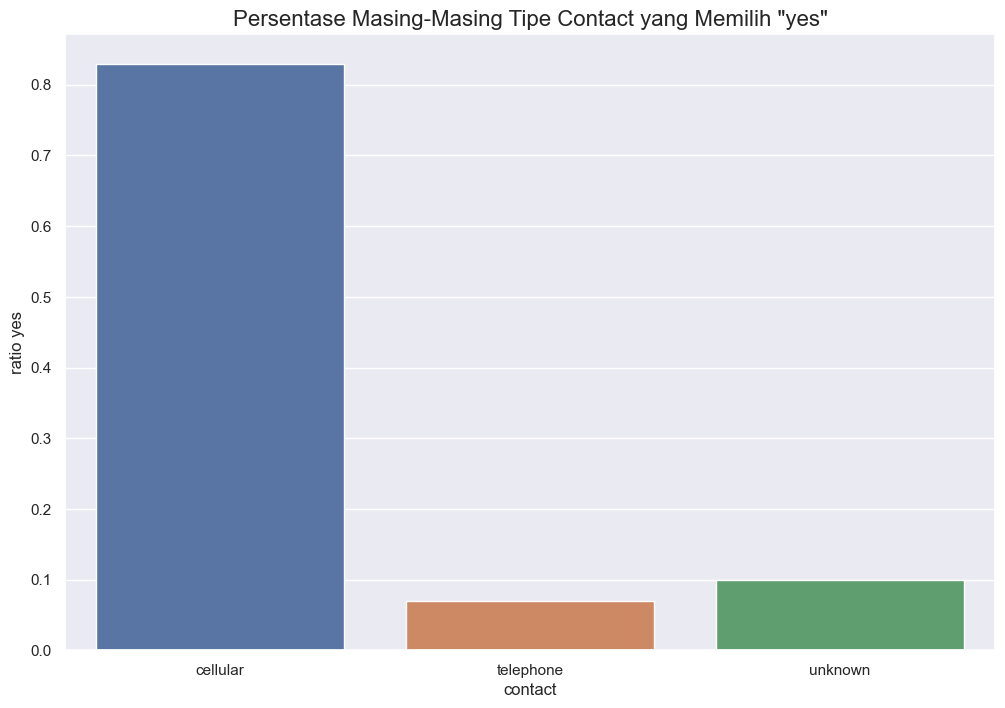 Persentase Masing-Masing Tipe Contact yang Memilih "yes"
ratio yes
0.8
0.7
0.6
0.5
0.4
0.3
0.2
0.1
0.0
cellular
telephone
unknown
contact